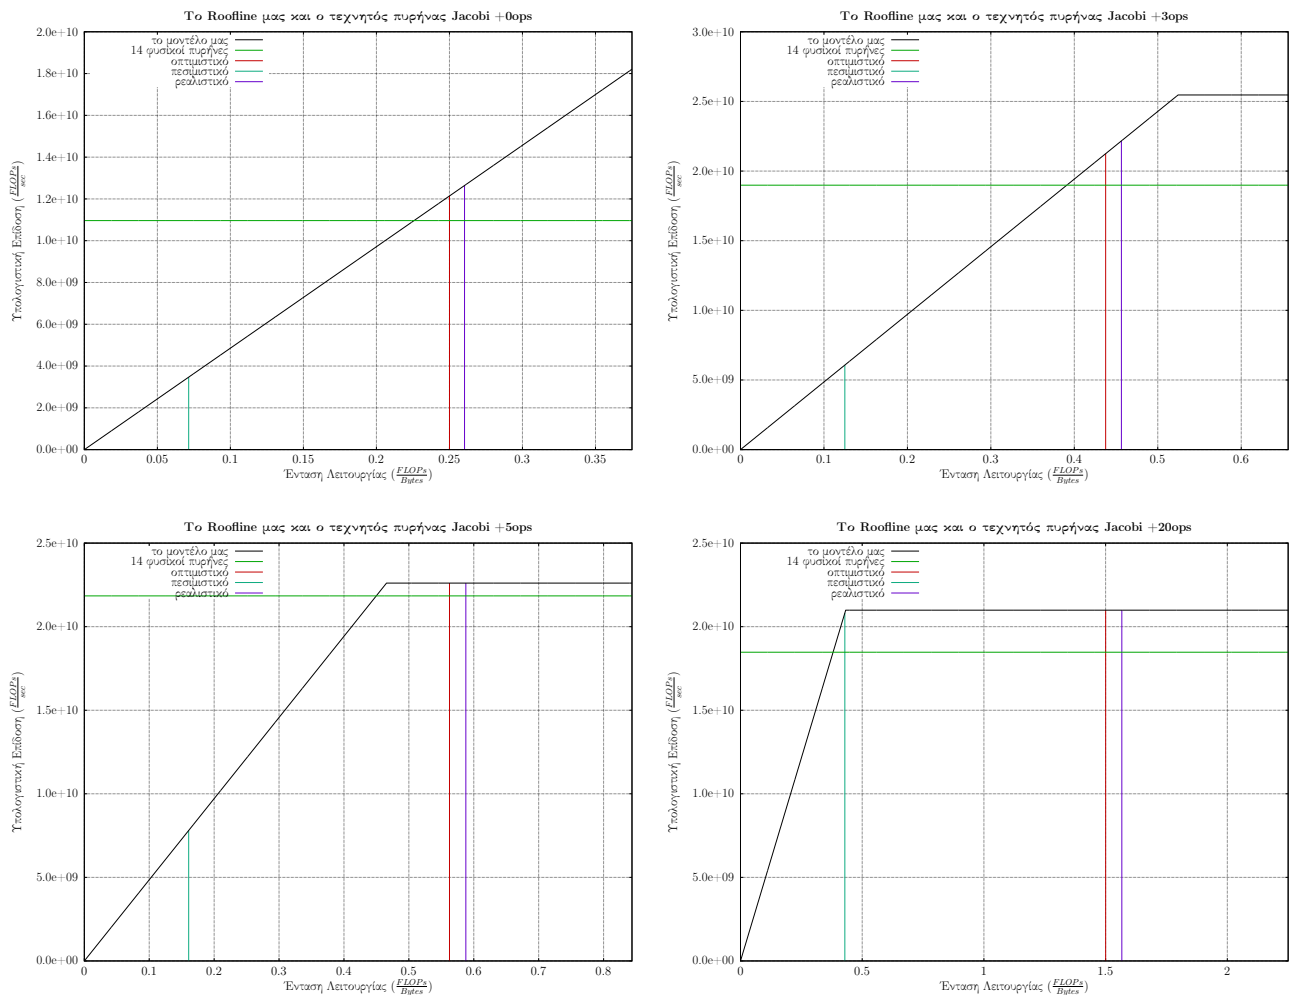 Το Roofline μας και ο τεχνητός πυρήνας Jacobi +0ops
2.0e+10
1.8e+10
1.6e+10
1.4e+10
1.2e+10
1.0e+10
8.0e+09
6.0e+09
4.0e+09
2.0e+09
0.0e+00
Υπολογιστική Επίδοση (FLOPs/sec)
το μοντέλο μας
14 φυσικοί πυρήνες
οπτιμιστικό
πεσιμιστικό
ρεαλιστικό
0 0.05 0.1 0.15 0.2 0.25 0.3 0.35
Ένταση Λειτουργίας (FLOPs/Bytes)
Το Roofline μας και ο τεχνητός πυρήνας Jacobi +3ops
3.0e+10
2.5e+10
2.0e+10
1.5e+10
1.0e+10
5.0e+09
0.0e+00
Υπολογιστική Επίδοση (FLOPs/sec)
το μοντέλο μας
14 φυσικοί πυρήνες
οπτιμιστικό
πεσιμιστικό
ρεαλιστικό
0 0.1 0.2 0.3 0.4 0.5 0.6
Ένταση Λειτουργίας (FLOPs/Bytes)
Το Roofline μας και ο τεχνητός πυρήνας Jacobi +5ops
2.5e+10
2.0e+10
1.5e+10
1.0e+10
5.0e+09
0.0e+00
Υπολογιστική Επίδοση (FLOPs/sec)
το μοντέλο μας
14 φυσικοί πυρήνες
οπτιμιστικό
πεσιμιστικό
ρεαλιστικό
0 0.1 0.2 0.3 0.4 0.5 0.6 0.7 0.8
Ένταση Λειτουργίας (FLOPs/Bytes)
Το Roofline μας και ο τεχνητός πυρήνας Jacobi +20ops
2.5e+10
2.0e+10
1.5e+10
1.0e+10
5.0e+09
0.0e+00
Υπολογιστική Επίδοση (FLOPs/sec)
το μοντέλο μας
14 φυσικοί πυρήνες
οπτιμιστικό
πεσιμιστικό
ρεαλιστικό
0 0.5 1 1.5 2
Ένταση Λειτουργίας (FLOPs/Bytes)